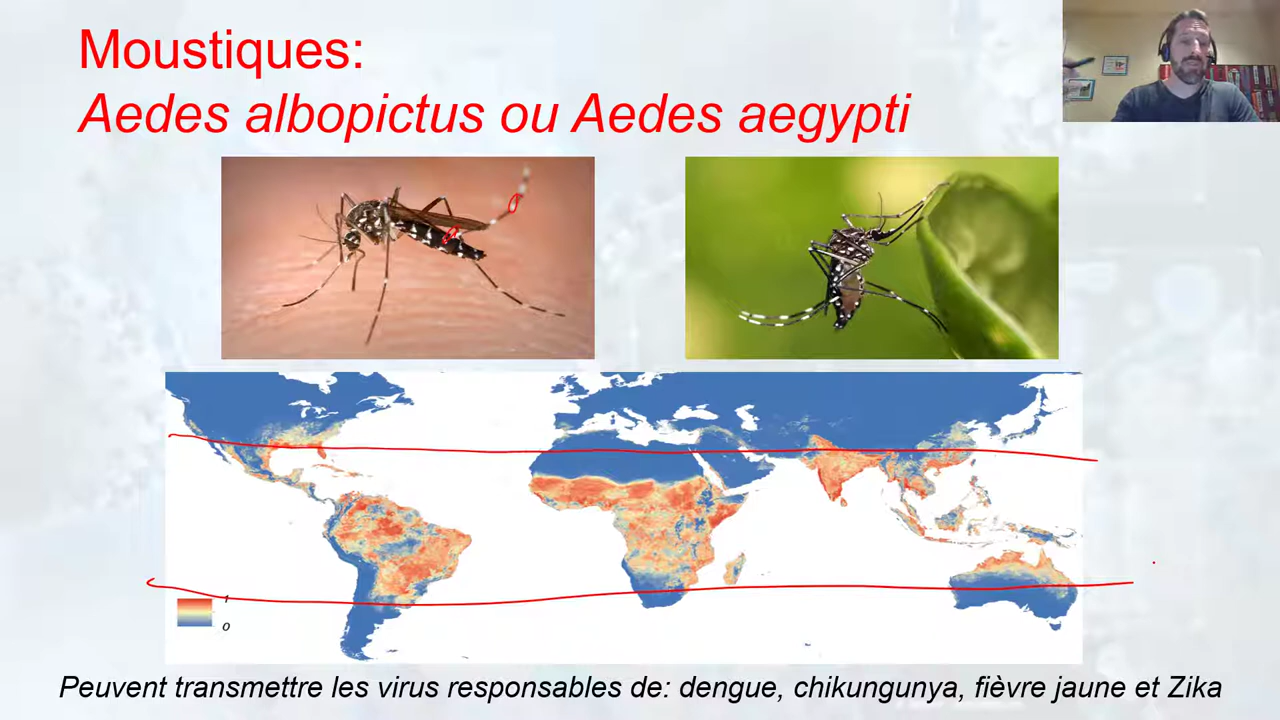 Moustiques:
Aedes albopictus ou Aedes aegypti
1
0
Peuvent transmettre les virus responsables de: dengue, chikungunya, fièvre jaune et Zika